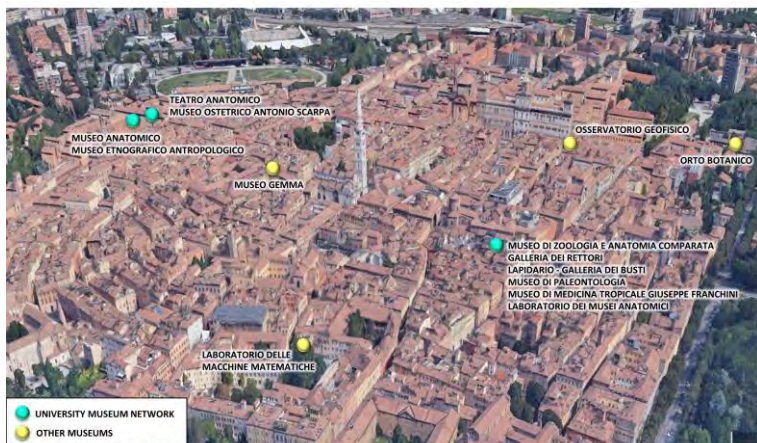 TEATRO ANATOMICO
MUSEO OSTETRICO ANTONIO SCARPA
MUSEO ANATOMICO
MUSEO ETNOGRAFICO ANTROPOLOGICO
OSSERVATORIO GEOFISICO
ORTO BOTANICO
MUSEO GEMMA
MUSEO DI ZOOLOGIA E ANATOMIA COMPARATA
GALLERIA DEI RETTORI
LAPIDARIO - GALLERIA DEI BUSTI
MUSEO DI PALEONTOLOGIA
MUSEO DI MEDICINA TROPICALE GIUSEPPE FRANCHINI
LABORATORIO DEI MUSEI ANATOMICI
LABORATORIO DELLE
MACCHINE MATEMATICHE
UNIVERSITY MUSEUM NETWORK
OTHER MUSEUMS